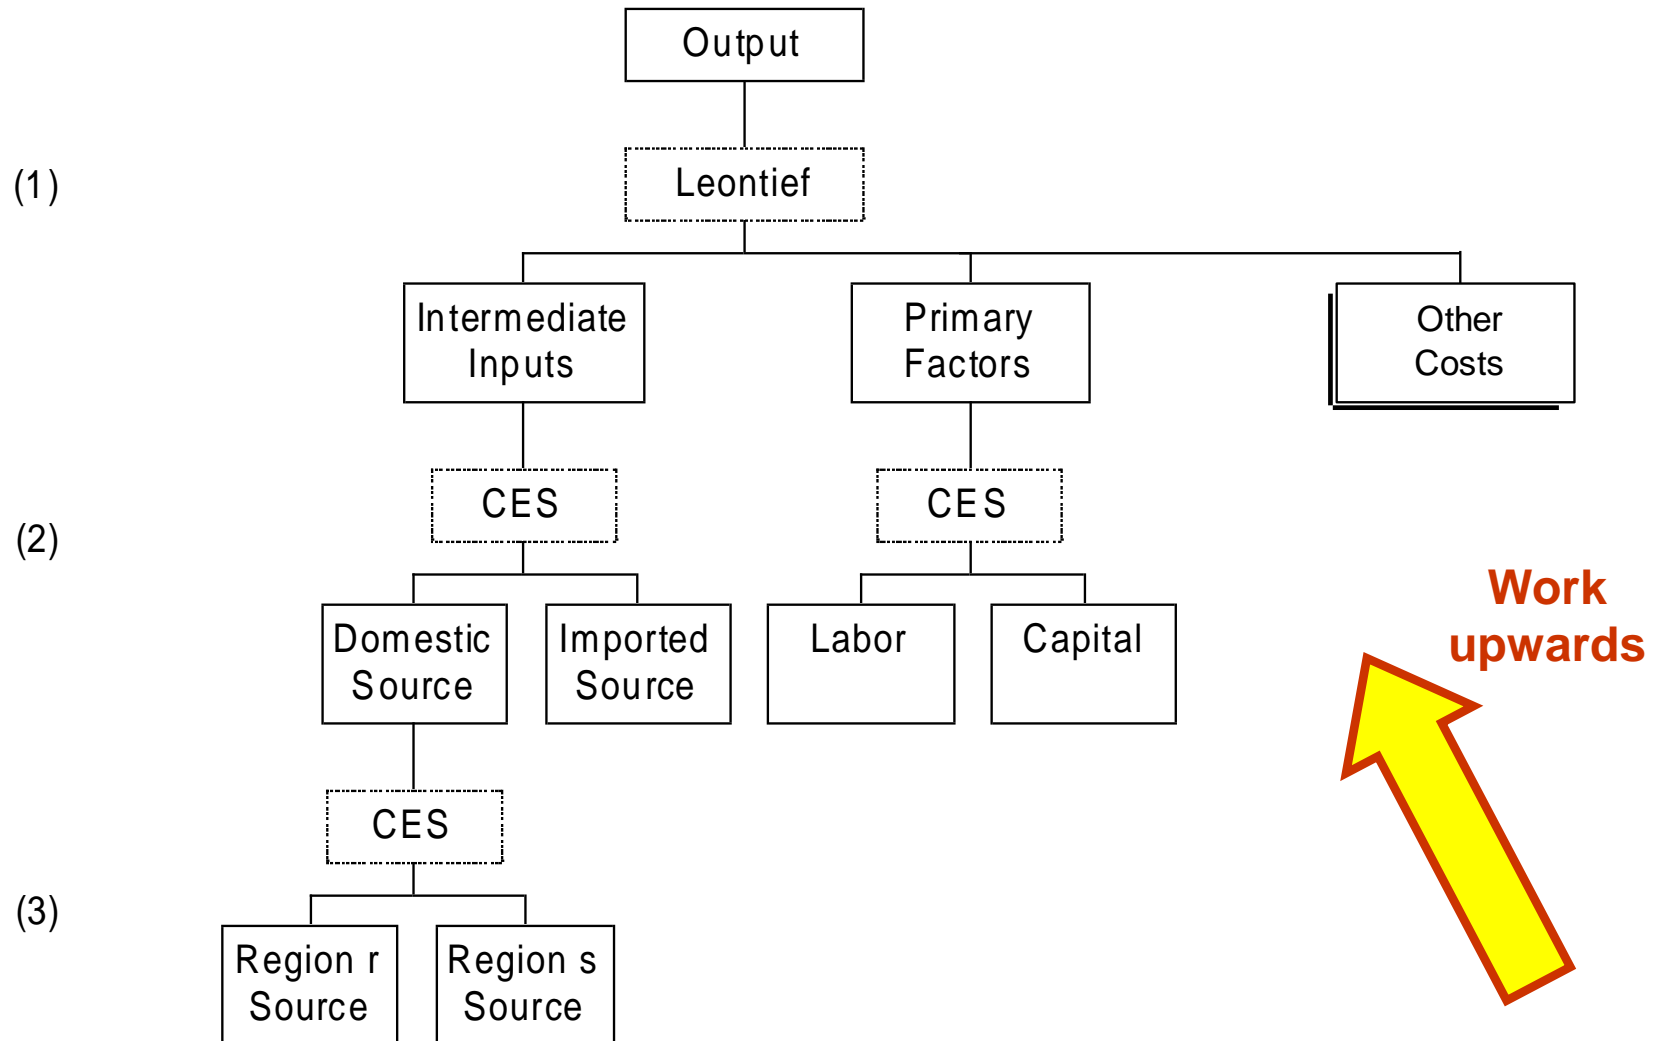 Output
(1)
Leontief
Intermediate
Inputs
Primary
Factors
Other
Costs
(2)
CES
CES
Domestic
Source
Imported
Source
Labor
Capital
Work
upwards
CES
(3)
Region r
Source
Region s
Source